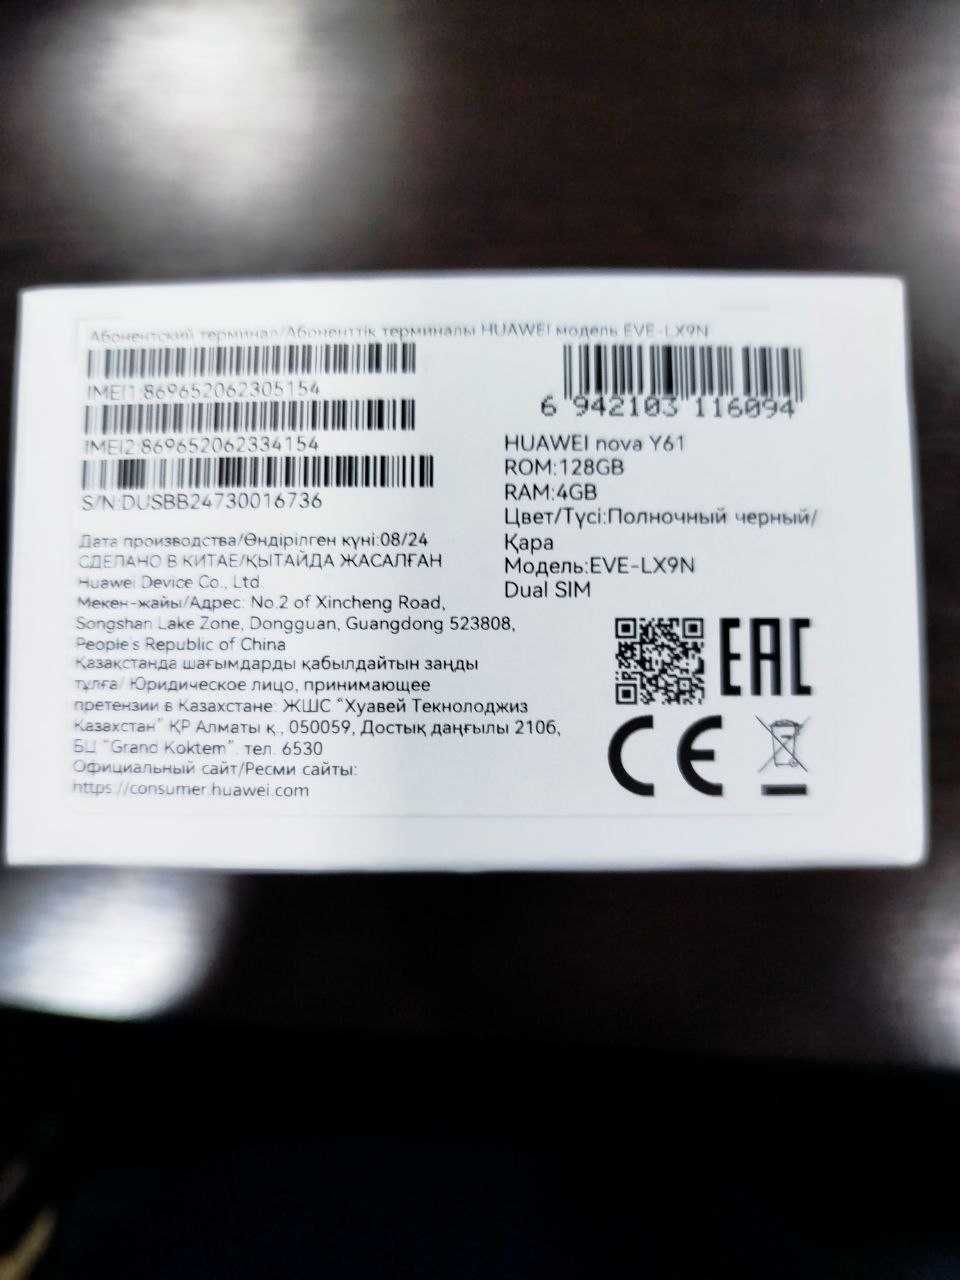 Абонентский терминал/Абоненттік терминалы HUAWEI модель EVE-LX9N
IMEI1:869652062305154
IMEI2:869652062334154
S/N:DUSBB24730016736
Дата производства/Өндірілген күні:08/24
СДЕЛАНО В КИТАЕ/ҚЫТАЙДА ЖАСАЛҒАН
Huawei Device Co., Ltd.
Мекен-жайы/Адрес: No.2 of Xincheng Road,
Songshan Lake Zone, Dongguan, Guangdong 523808,
People's Republic of China
Қазақстанда шағымдарды қабылдайтын заңды
тұлға/ Юридическое лицо, принимающее
претензии в Казахстане: ЖШС "Хуавей Текнолоджиз
Казахстан" ҚР Алматы қ., 050059, Достық даңғылы 210б,
БЦ "Grand Koktem". тел. 6530
Официальный сайт/Ресми сайты:
https://consumer.huawei.com
6 942103 116094
HUAWEI nova Y61
ROM:128GB
RAM:4GB
Цвет/Түсі:Полночный черный/
Қара
Модель:EVE-LX9N
Dual SIM
EAC
CE